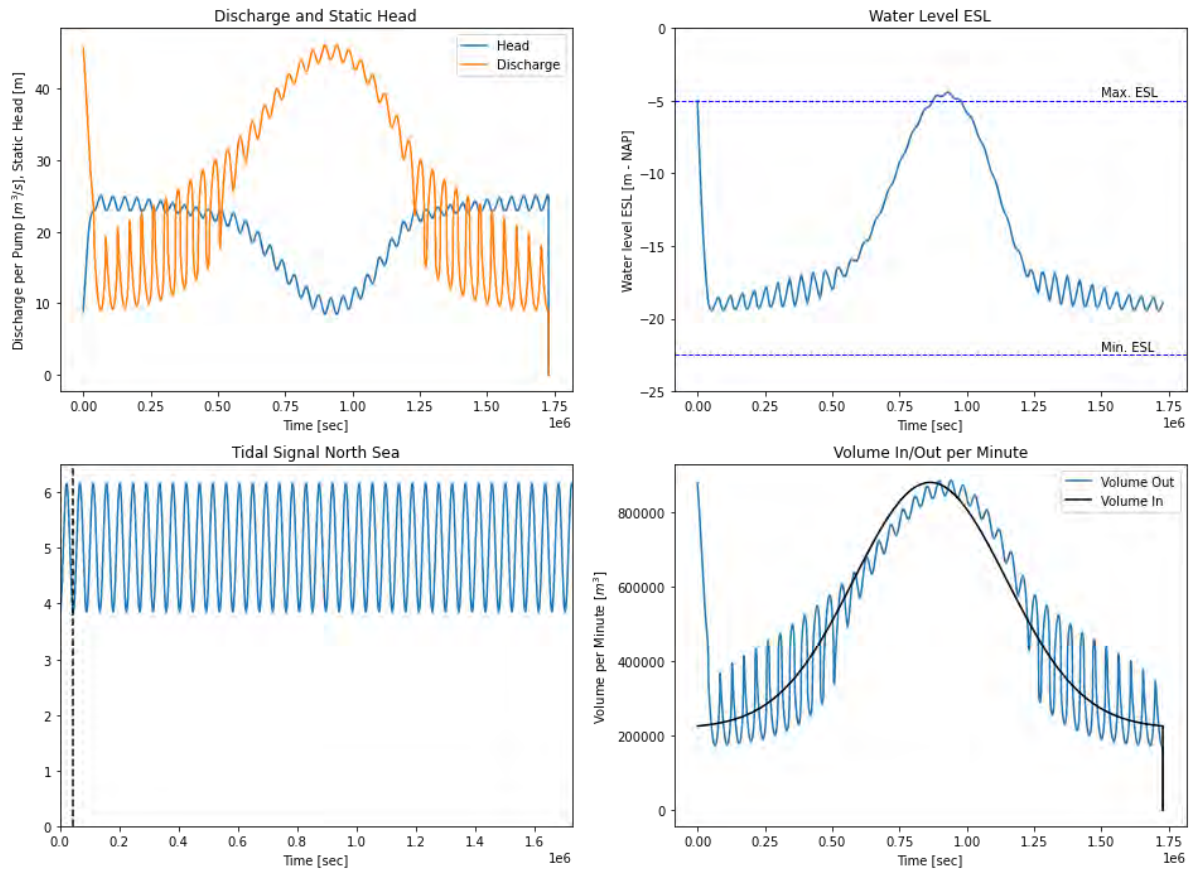 Discharge and Static Head
Discharge per Pump [m³/s], Static Head [m]
40
30
20
10
0
Head
Discharge
0.00 0.25 0.50 0.75 1.00 1.25 1.50 1.75
1e6
Time [sec]
Water Level ESL
Water level ESL [m - NAP]
0
−5
−10
−15
−20
−25
Max. ESL
Min. ESL
0.00 0.25 0.50 0.75 1.00 1.25 1.50 1.75
1e6
Time [sec]
Tidal Signal North Sea
6
5
4
3
2
1
0
0.0 0.2 0.4 0.6 0.8 1.0 1.2 1.4 1.6
1e6
Time [sec]
Volume In/Out per Minute
Volume per Minute [m³]
800000
600000
400000
200000
0
Volume Out
Volume In
0.00 0.25 0.50 0.75 1.00 1.25 1.50 1.75
1e6
Time [sec]